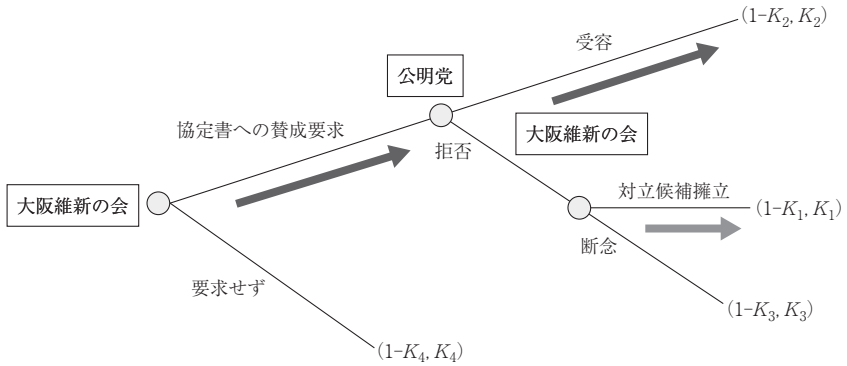 (1-K₂, K₂)
受容
公明党
協定書への賛成要求
大阪維新の会
拒否
大阪維新の会
対立候補擁立
(1-K₁, K₁)
断念
要求せず
(1-K₃, K₃)
(1-K₄, K₄)